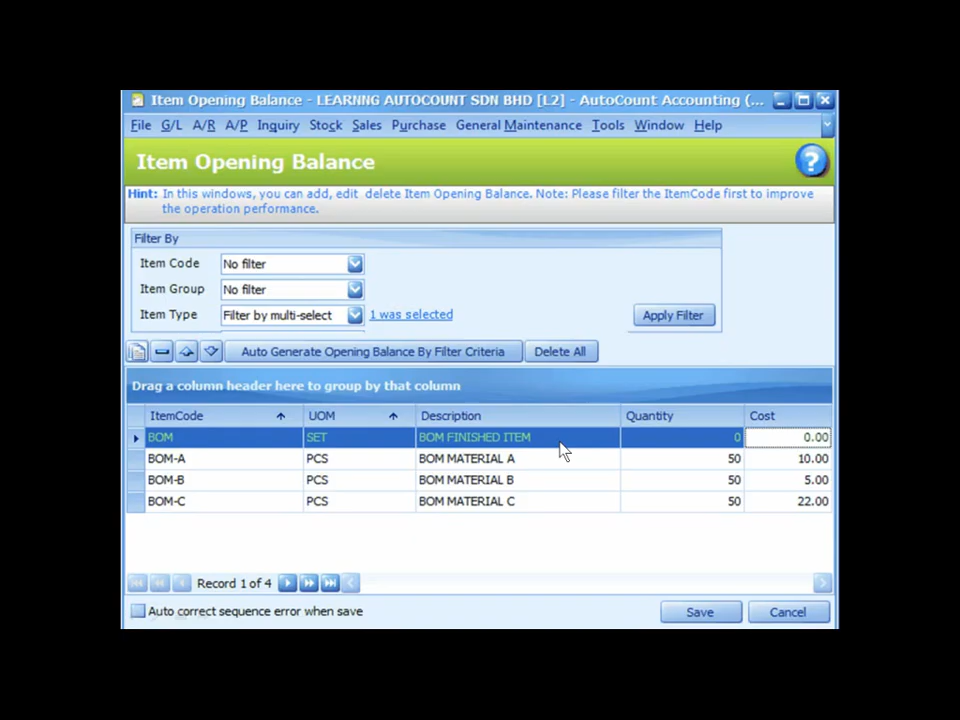 Item Opening Balance - LEARNNG AUTOCOUNT SDN BHD [L2] - AutoCount Accounting (...
File G/L A/R A/P Inquiry Stock Sales Purchase General Maintenance Tools Window Help
Item Opening Balance
Hint: In this windows, you can add, edit delete Item Opening Balance. Note: Please filter the ItemCode first to improve
the operation performance.
Filter By
Item Code No filter
Item Group No filter
Item Type Filter by multi-select 1 was selected Apply Filter
Auto Generate Opening Balance By Filter Criteria Delete All
Drag a column header here to group by that column
ItemCode UOM Description Quantity Cost
BOM SET BOM FINISHED ITEM 0 0.00
BOM-A PCS BOM MATERIAL A 50 10.00
BOM-B PCS BOM MATERIAL B 50 5.00
BOM-C PCS BOM MATERIAL C 50 22.00
Record 1 of 4
Auto correct sequence error when save Save Cancel